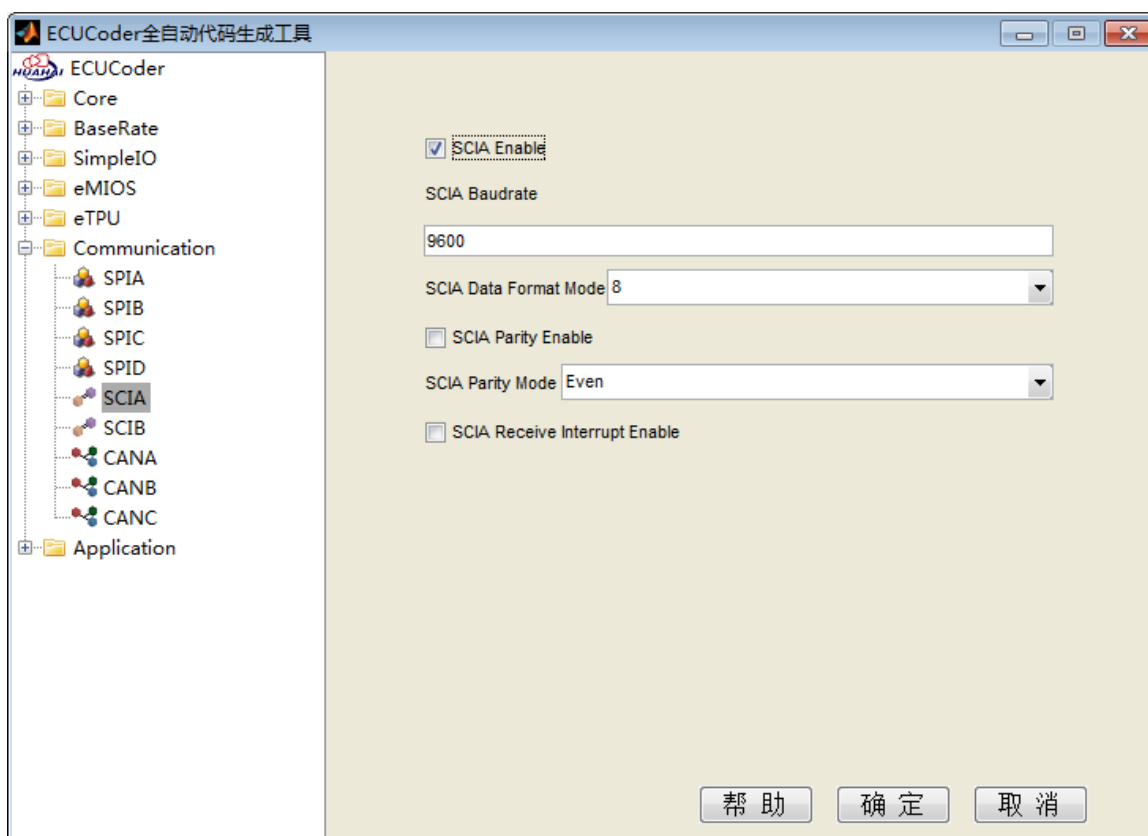 ECUCoder全自动代码生成工具
HUAHAI ECUCoder
Core
BaseRate
SimpleIO
eMIOS
eTPU
Communication
SPIA
SPIB
SPIC
SPID
SCIA
SCIB
CANA
CANB
CANC
Application
SCIA Enable
SCIA Baudrate
9600
SCIA Data Format Mode 8
SCIA Parity Enable
SCIA Parity Mode Even
SCIA Receive Interrupt Enable
帮 助 确 定 取 消